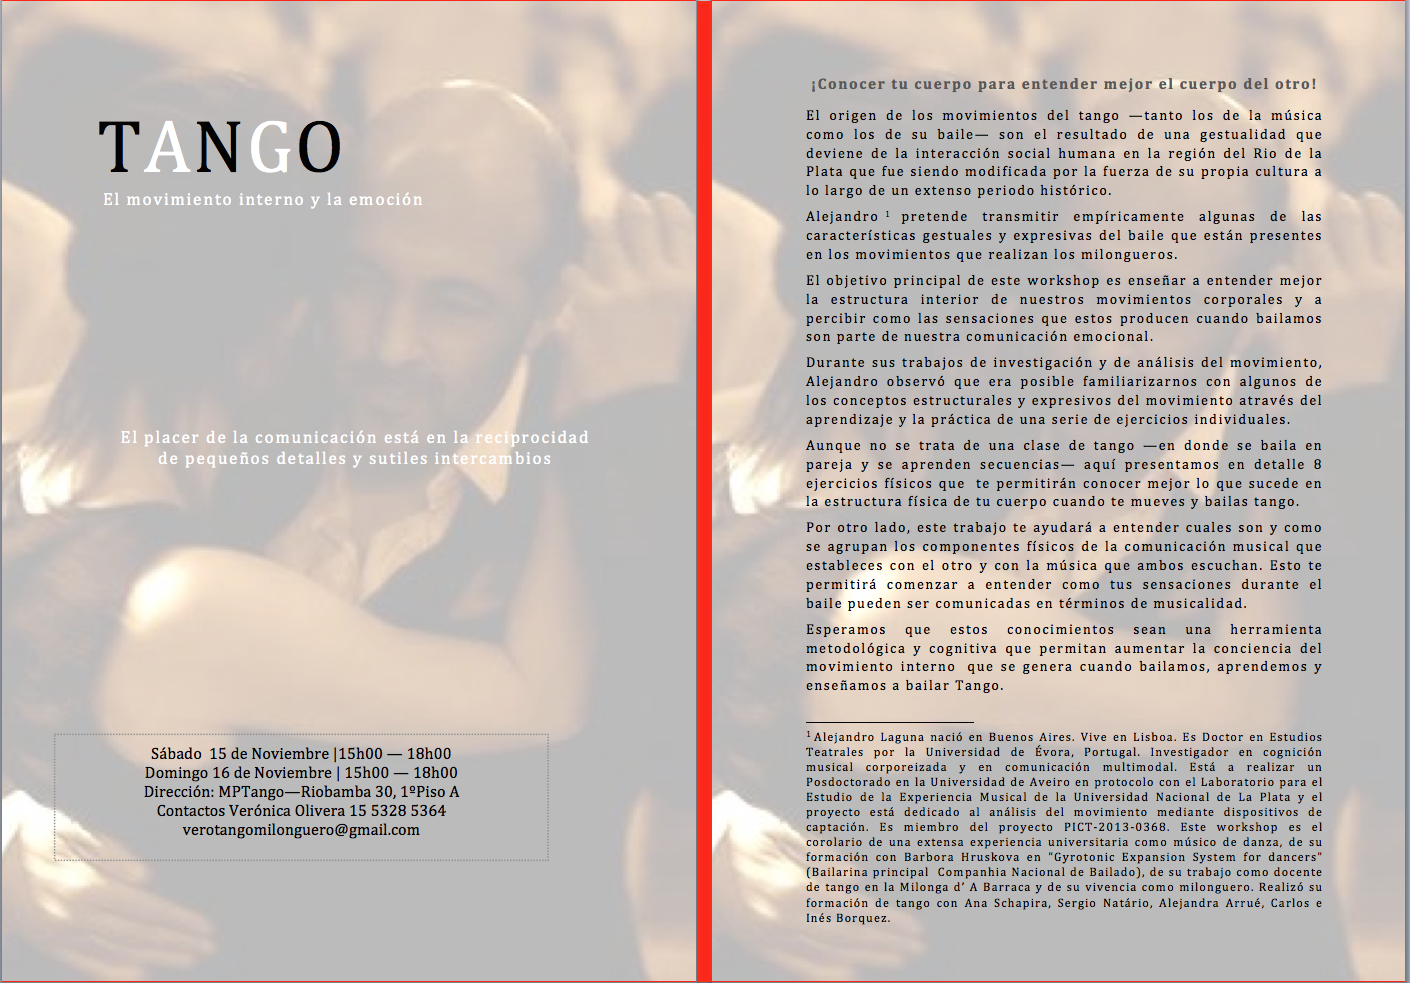 TANGO
El movimiento interno y la emoción
El placer de la comunicación está en la reciprocidad
de pequeños detalles y sutiles intercambios
Sábado  15 de Noviembre |15h00 — 18h00
Domingo 16 de Noviembre | 15h00 — 18h00
Dirección: MPTango—Riobamba 30, 1ºPiso A
Contactos Verónica Olivera 15 5328 5364
verotangomilonguero@gmail.com
¡Conocer tu cuerpo para entender mejor el cuerpo del otro!
El origen de los movimientos del tango —tanto los de la música
como los de su baile— son el resultado de una gestualidad que
deviene de la interacción social humana en la región del Rio de la
Plata que fue siendo modificada por la fuerza de su propia cultura a
lo largo de un extenso periodo histórico.
Alejandro ¹ pretende transmitir empíricamente algunas de las
características gestuales y expresivas del baile que están presentes
en los movimientos que realizan los milongueros.
El objetivo principal de este workshop es enseñar a entender mejor
la estructura interior de nuestros movimientos corporales y a
percibir como las sensaciones que estos producen cuando bailamos
son parte de nuestra comunicación emocional.
Durante sus trabajos de investigación y de análisis del movimiento,
Alejandro observó que era posible familiarizarnos con algunos de
los conceptos estructurales y expresivos del movimiento através del
aprendizaje y la práctica de una serie de ejercicios individuales.
Aunque no se trata de una clase de tango —en donde se baila en
pareja y se aprenden secuencias— aquí presentamos en detalle 8
ejercicios físicos que  te permitirán conocer mejor lo que sucede en
la estructura física de tu cuerpo cuando te mueves y bailas tango.
Por otro lado, este trabajo te ayudará a entender cuales son y como
se agrupan los componentes físicos de la comunicación musical que
estableces con el otro y con la música que ambos escuchan. Esto te
permitirá comenzar a entender como tus sensaciones durante el
baile pueden ser comunicadas en términos de musicalidad.
Esperamos que estos conocimientos sean una herramienta
metodológica y cognitiva que permitan aumentar la conciencia del
movimiento interno  que se genera cuando bailamos, aprendemos y
enseñamos a bailar Tango.
¹ Alejandro Laguna nació en Buenos Aires. Vive en Lisboa. Es Doctor en Estudios
Teatrales por la Universidad de Évora, Portugal. Investigador en cognición
musical corporeizada y en comunicación multimodal. Está a realizar un
Posdoctorado en la Universidad de Aveiro en protocolo con el Laboratorio para el
Estudio de la Experiencia Musical de la Universidad Nacional de La Plata y el
proyecto está dedicado al análisis del movimiento mediante dispositivos de
captación. Es miembro del proyecto PICT-2013-0368. Este workshop es el
corolario de una extensa experiencia universitaria como músico de danza, de su
formación con Barbora Hruskova en "Gyrotonic Expansion System for dancers"
(Bailarina principal  Companhia Nacional de Bailado), de su trabajo como docente
de tango en la Milonga d' A Barraca y de su vivencia como milonguero. Realizó su
formación de tango con Ana Schapira, Sergio Natário, Alejandra Arrué, Carlos e
Inés Borquez.